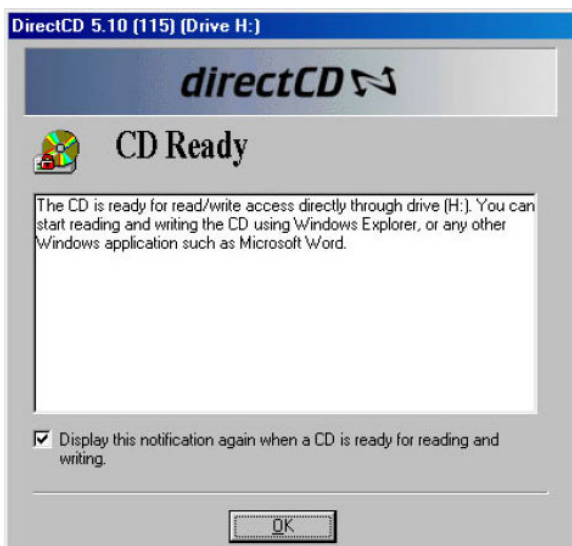 DirectCD 5.10 (115) (Drive H:)
directCD
CD Ready
The CD is ready for read/write access directly through drive (H:). You can
start reading and writing the CD using Windows Explorer, or any other
Windows application such as Microsoft Word.
Display this notification again when a CD is ready for reading and
writing.
OK